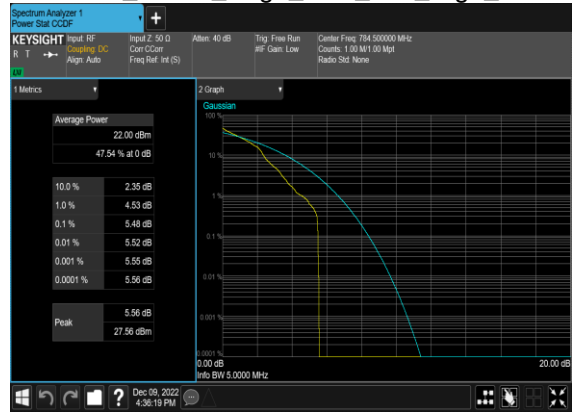 Spectrum Analyzer 1
Power Stat CCDF
KEYSIGHT
R T
LW
Input: RF
Coupling: DC
Align: Auto
Input Z: 50 Ω
Corr CCorr
Freq Ref: Int (S)
Atten: 40 dB
Trig: Free Run
#IF Gain: Low
Center Freq: 784.500000 MHz
Counts: 1.00 M/1.00 Mpt
Radio Std: None
1 Metrics
Average Power
22.00 dBm
47.54 % at 0 dB
10.0 % 2.35 dB
1.0 % 4.53 dB
0.1 % 5.48 dB
0.01 % 5.52 dB
0.001 % 5.55 dB
0.0001 % 5.56 dB
Peak
5.56 dB
27.56 dBm
2 Graph
Gaussian
100 %
10 %
1 %
0.1 %
0.01 %
0.001 %
0.0001 %
0.00 dB 20.00 dB
Info BW 5.0000 MHz
Dec 09, 2022
4:36:19 PM